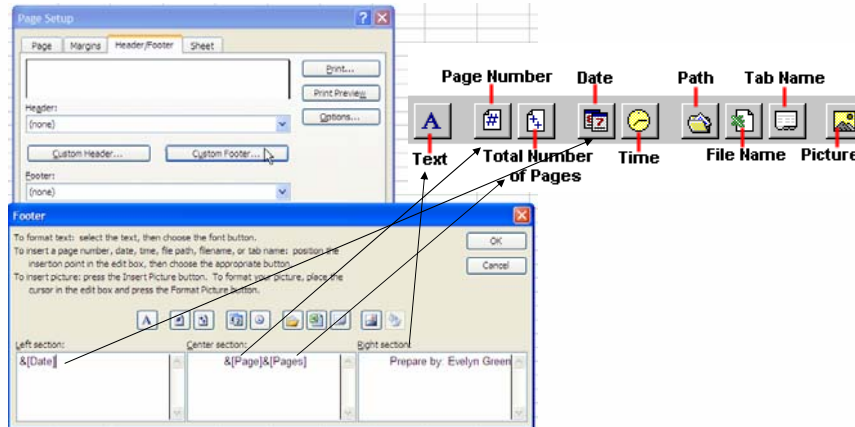 Page Setup
Page Margins Header/Footer Sheet
Print...
Print Preview
Options...
Header:
(none)
Custom Header... Custom Footer...
Footer:
(none)
Page Number Date Path Tab Name
A # 7
Text Total Number of Pages Time File Name Picture
Footer
To format text: select the text, then choose the font button.
To insert a page number, date, time, file path, filename, or tab name: position the
insertion point in the edit box, then choose the appropriate button.
To insert picture: press the Insert Picture button. To format your picture, place the
cursor in the edit box and press the Format Picture button.
OK
Cancel
A
Left section: Center section: Right section:
&[Date] &[Page]&[Pages] Prepare by: Evelyn Green